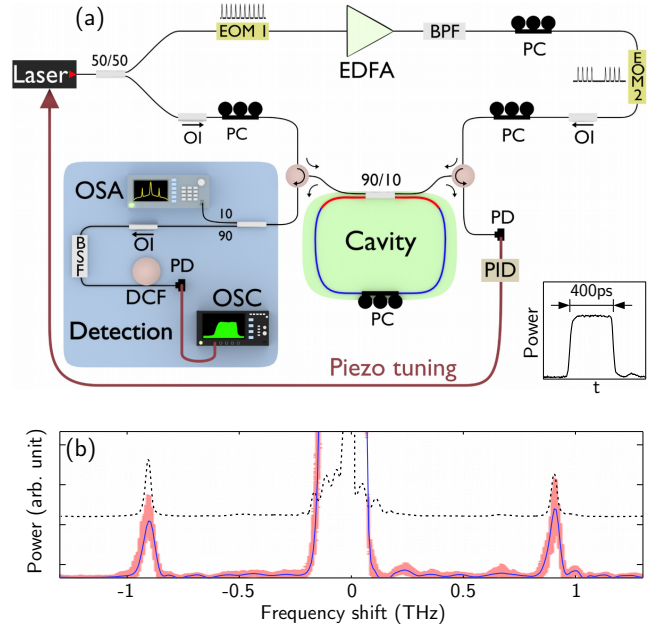 (a)
50/50
EOM 1
EDFA
BPF
PC
EOM2
Laser
OI
PC
PC
OI
OSA
10
90
OI
BSF
DCF
PD
OSC
Detection
90/10
Cavity
PC
PD
PID
Piezo tuning
400ps
Power
t
(b)
Power (arb. unit)
-1
-0.5
0
0.5
1
Frequency shift (THz)